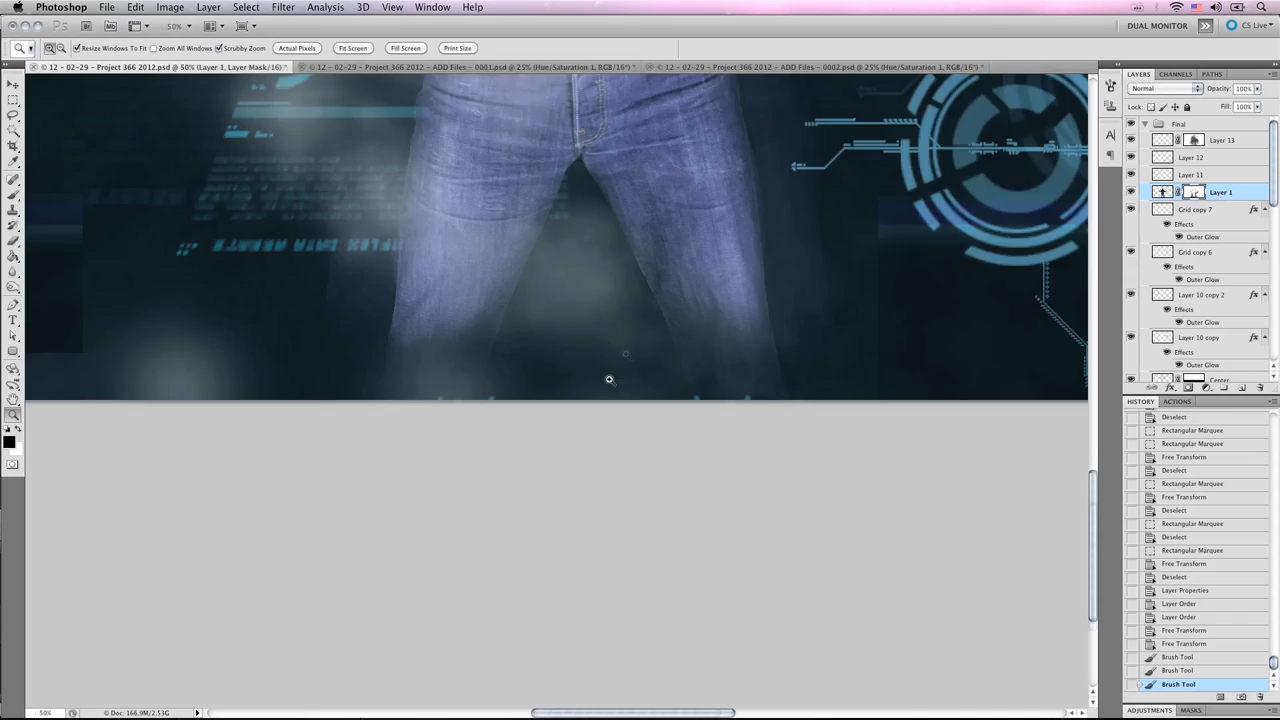 Photoshop File Edit Image Layer Select Filter Analysis 3D View Window Help
Ps Br Mb 50% DUAL MONITOR CS Live
Resize Windows To Fit Zoom All Windows Scrubby Zoom Actual Pixels Fit Screen Fill Screen Print Size
12 - 02-29 - Project 366 2012.psd @ 50% (Layer 1, Layer Mask/16) * 12 - 02-29 - Project 366 2012 - ADD Files - 0001.psd @ 25% (Hue/Saturation 1, RGB/16*) * 12 - 02-29 - Project 366 2012 - ADD Files - 0002.psd @ 25% (Hue/Saturation 1, RGB/16*) *
LAYERS CHANNELS PATHS
Normal Opacity: 100%
Lock: Fill: 100%
Final
Layer 13
Layer 12
Layer 11
Layer 1
Grid copy 7 fx
Effects
Outer Glow
Grid copy 6 fx
Effects
Outer Glow
Layer 10 copy 2 fx
Effects
Outer Glow
Layer 10 copy fx
Effects
Outer Glow
Center
HISTORY ACTIONS
Deselect
Rectangular Marquee
Rectangular Marquee
Free Transform
Deselect
Rectangular Marquee
Free Transform
Deselect
Rectangular Marquee
Deselect
Rectangular Marquee
Free Transform
Deselect
Layer Properties
Layer Order
Layer Order
Free Transform
Free Transform
Brush Tool
Brush Tool
Brush Tool
ADJUSTMENTS MASKS
50% Doc: 166.9M/2.53G